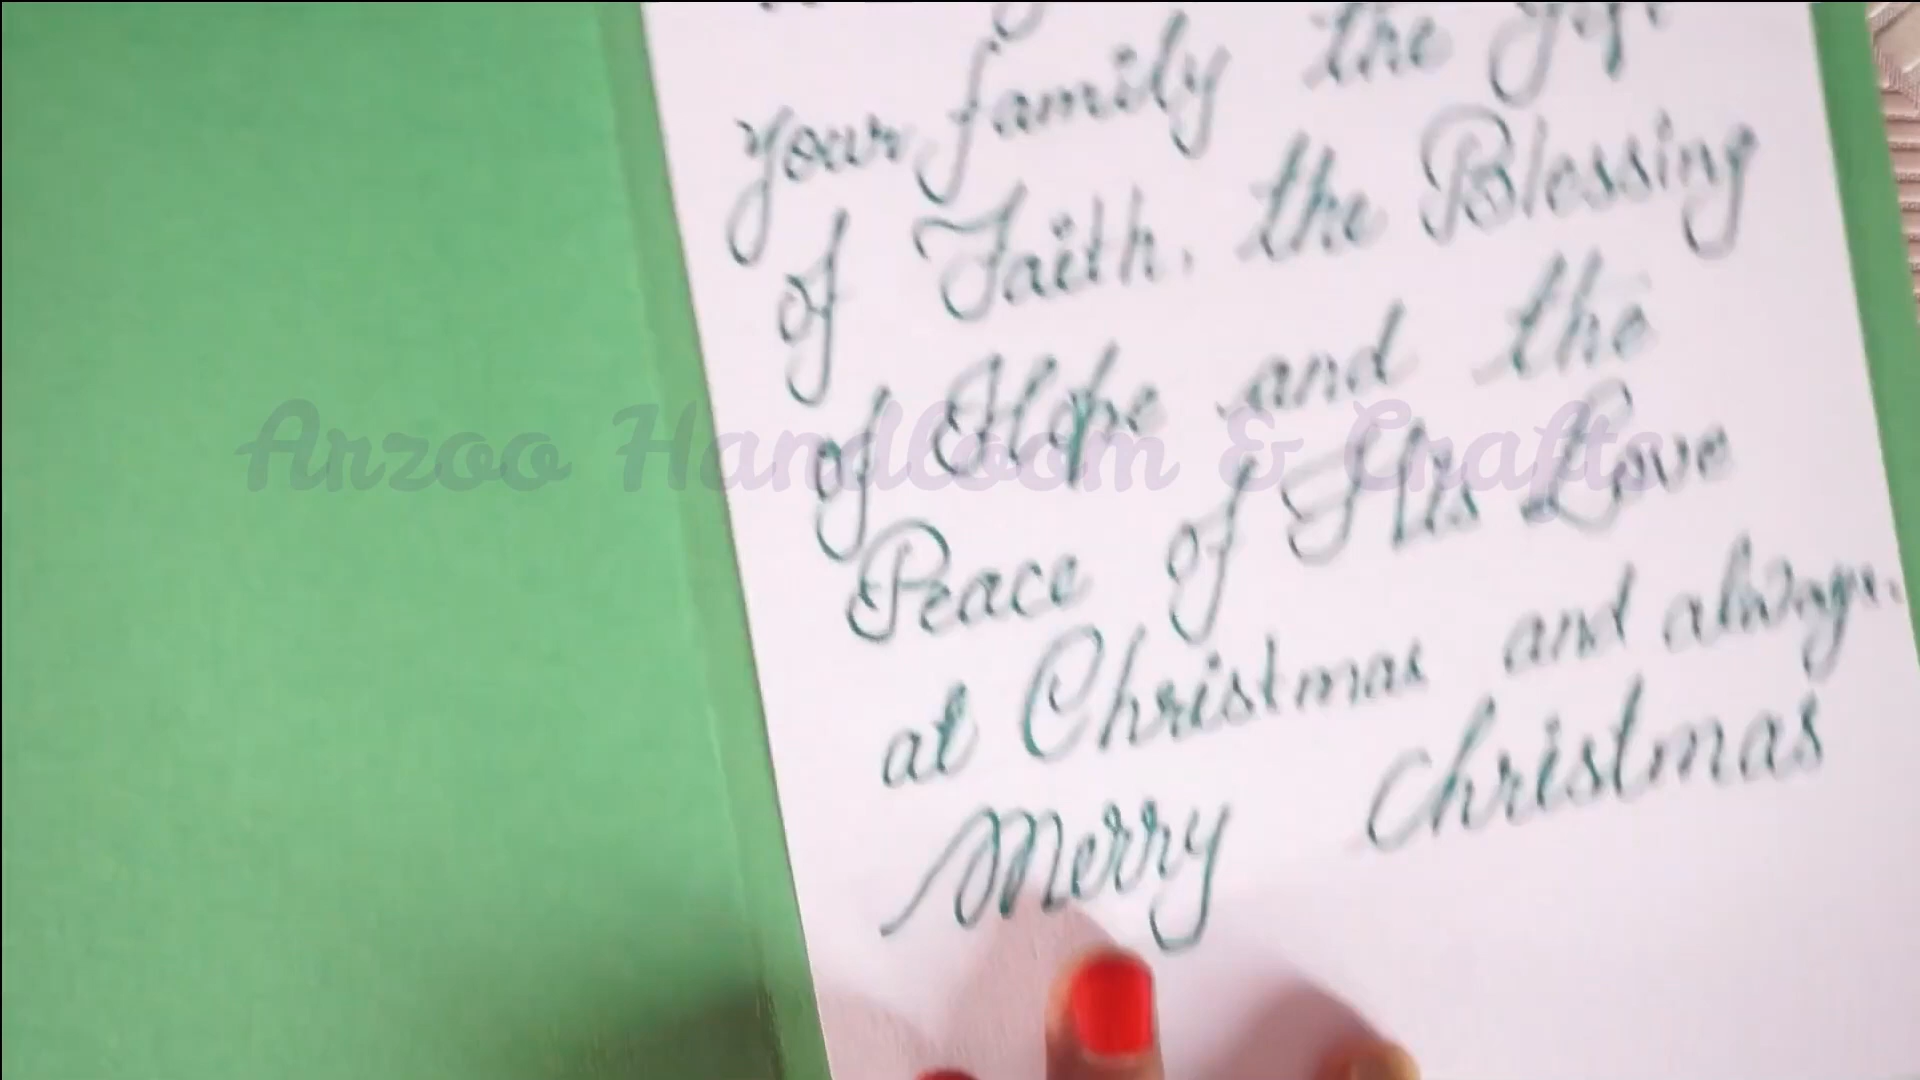 your family the gift
of Faith, the Blessing
of Hope and the
Peace of His Love
at Christmas and always.
Merry Christmas
Arzoo Handloom & Crafts